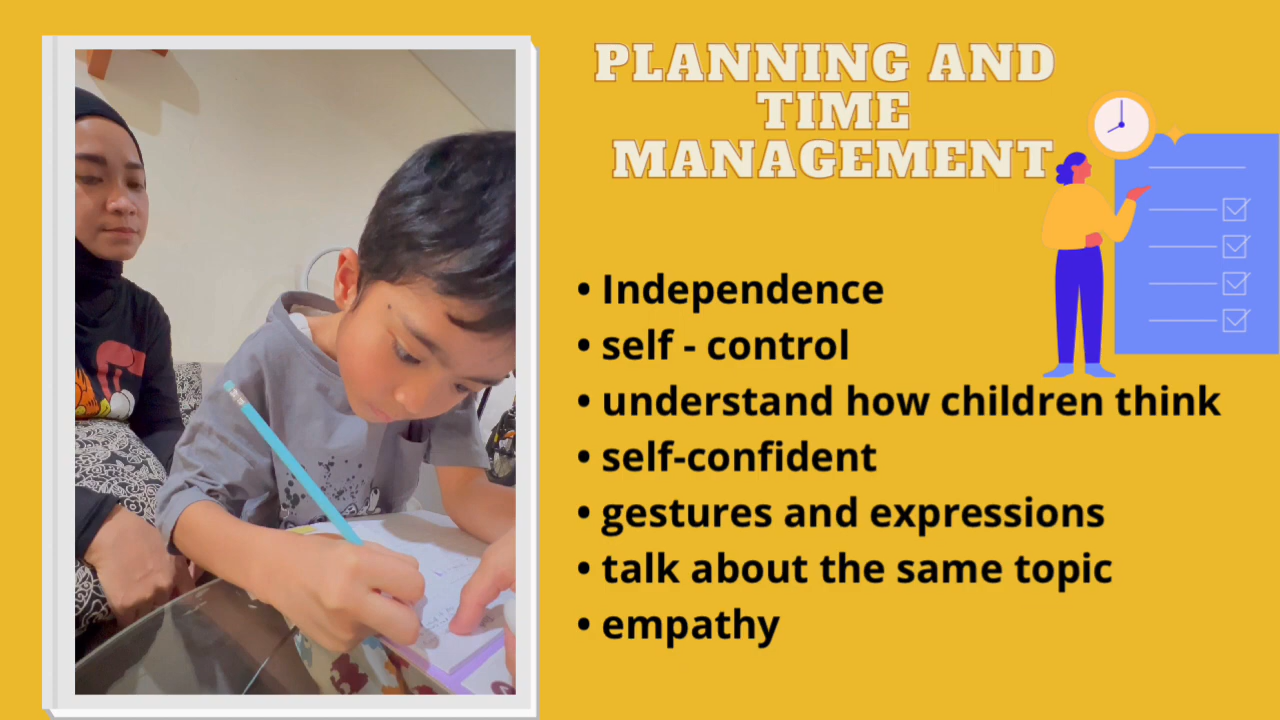 PLANNING AND
TIME
MANAGEMENT
• Independence
• self - control
• understand how children think
• self-confident
• gestures and expressions
• talk about the same topic
• empathy